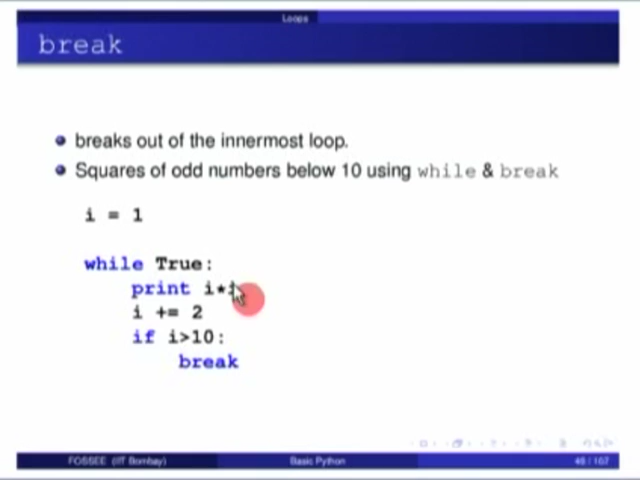 Loops
break
breaks out of the innermost loop.
Squares of odd numbers below 10 using while & break
i = 1
while True:
print i*i
i += 2
if i>10:
break
FOSSEE (IIT Bombay) Basic Python 46 / 167